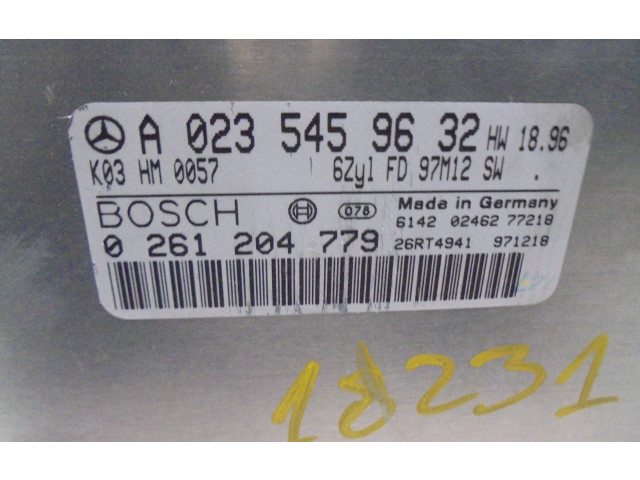 A 023 545 96 32 HW 18.96
K03 HM 0057 6Zyl FD 97M12 SW .
BOSCH 078 Made in Germany
6142 02462 77218
0 261 204 779 26RT4941 971218
18231